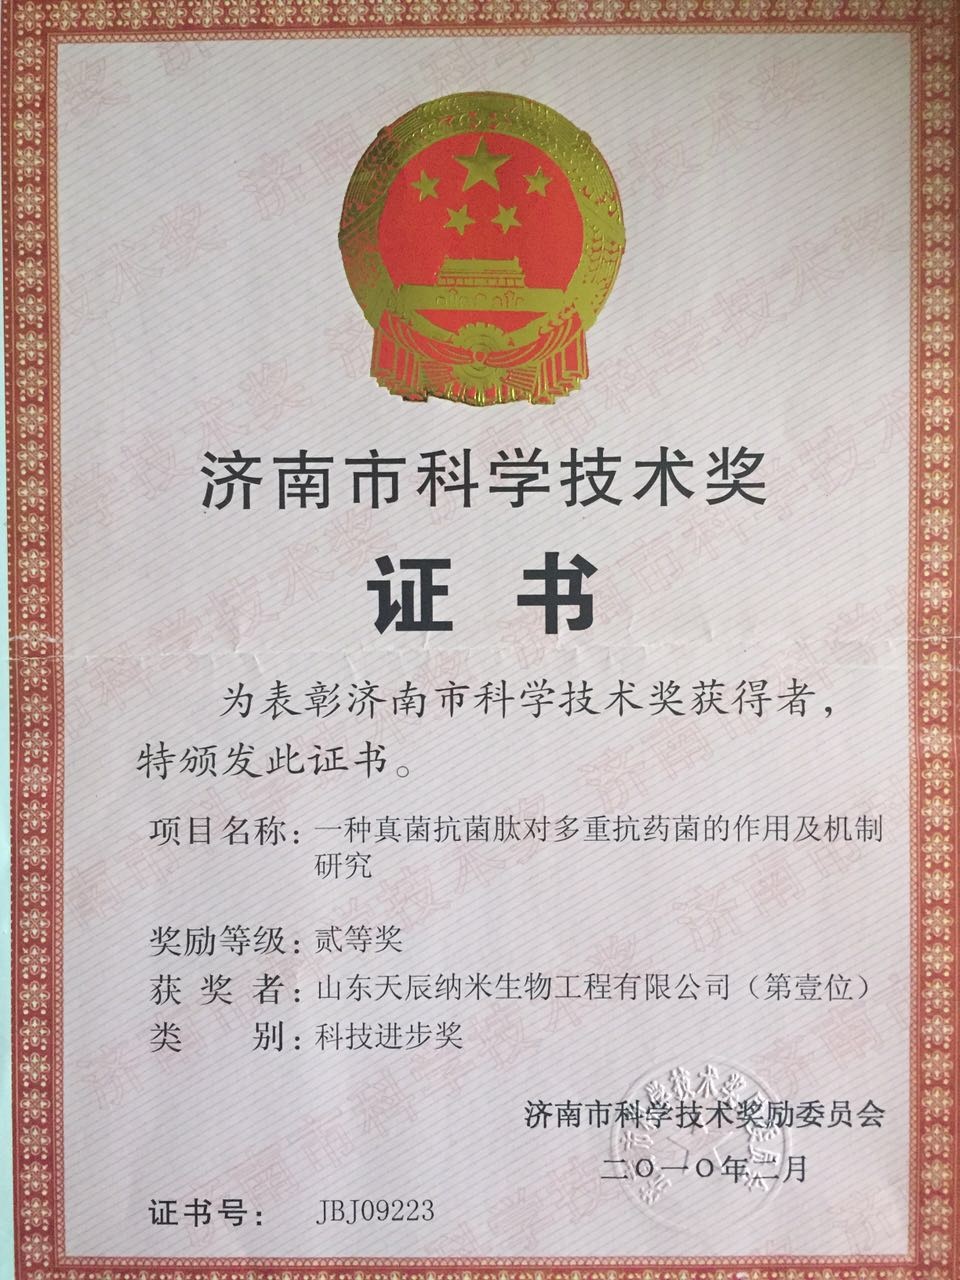 济南市科学技术奖
证书
为表彰济南市科学技术奖获得者，
特颁发此证书。
项目名称：一种真菌抗菌肽对多重抗药菌的作用及机制
研究
奖励等级：贰等奖
获奖者：山东天辰纳米生物工程有限公司（第壹位）
类别：科技进步奖
济南市科学技术奖励委员会
二〇一〇年二月
证书号：JBJ09223